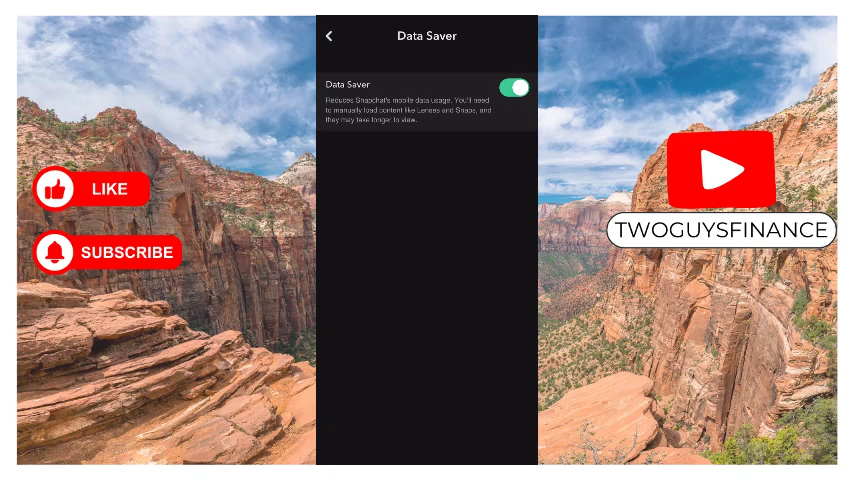 Data Saver
Data Saver
Reduces Snapchat's mobile data usage. You'll need
to manually load content like Lenses and Snaps, and
they may take longer to view.
LIKE
SUBSCRIBE
TWOGUYSFINANCE